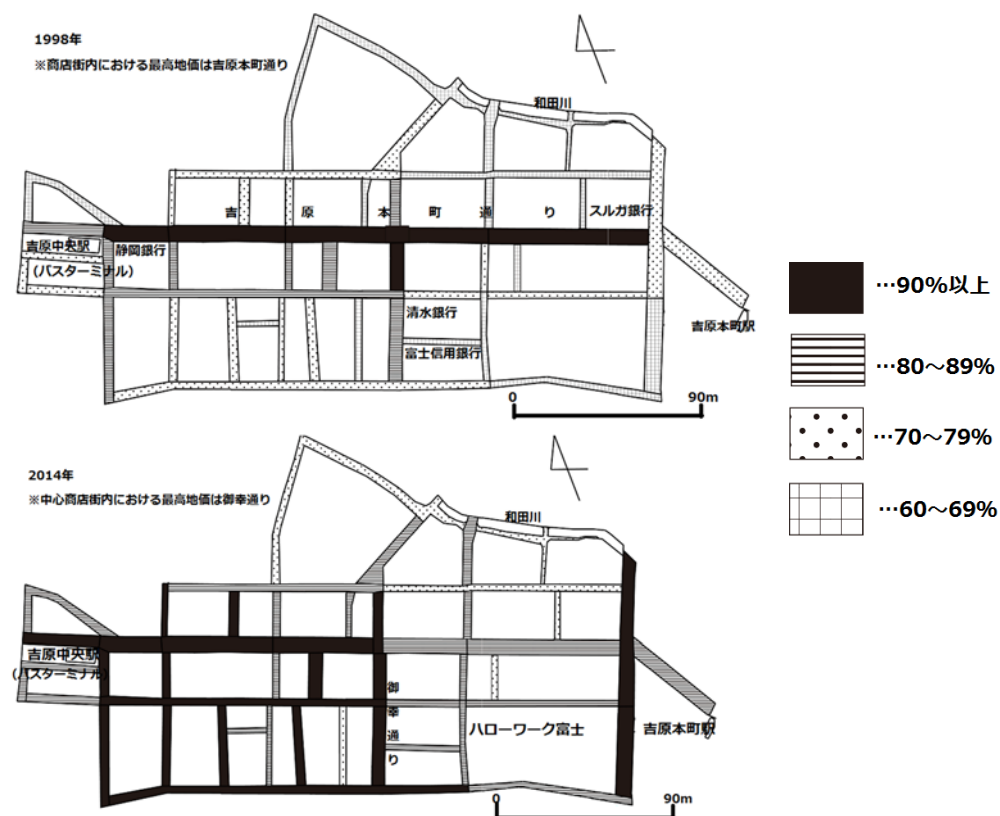 1998年
※商店街内における最高地価は吉原本町通り
和田川
吉原本町通り
スルガ銀行
吉原中央駅
(バスターミナル)
静岡銀行
清水銀行
富士信用銀行
吉原本町駅
0 90m
…90%以上
…80～89%
…70～79%
…60～69%
2014年
※中心商店街内における最高地価は御幸通り
和田川
吉原中央駅
(バスターミナル)
御幸通り
ハローワーク富士
吉原本町駅
0 90m